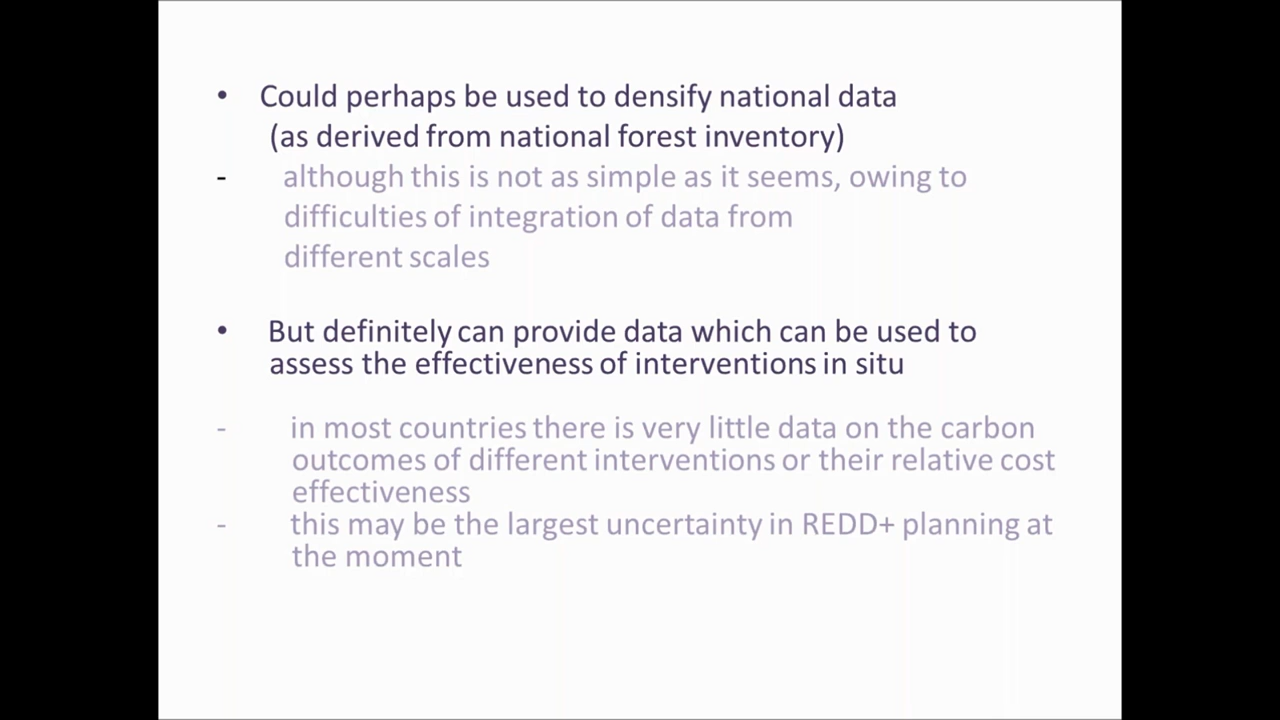 • Could perhaps be used to densify national data
(as derived from national forest inventory)
- although this is not as simple as it seems, owing to
difficulties of integration of data from
different scales
• But definitely can provide data which can be used to
assess the effectiveness of interventions in situ
- in most countries there is very little data on the carbon
outcomes of different interventions or their relative cost
effectiveness
- this may be the largest uncertainty in REDD+ planning at
the moment